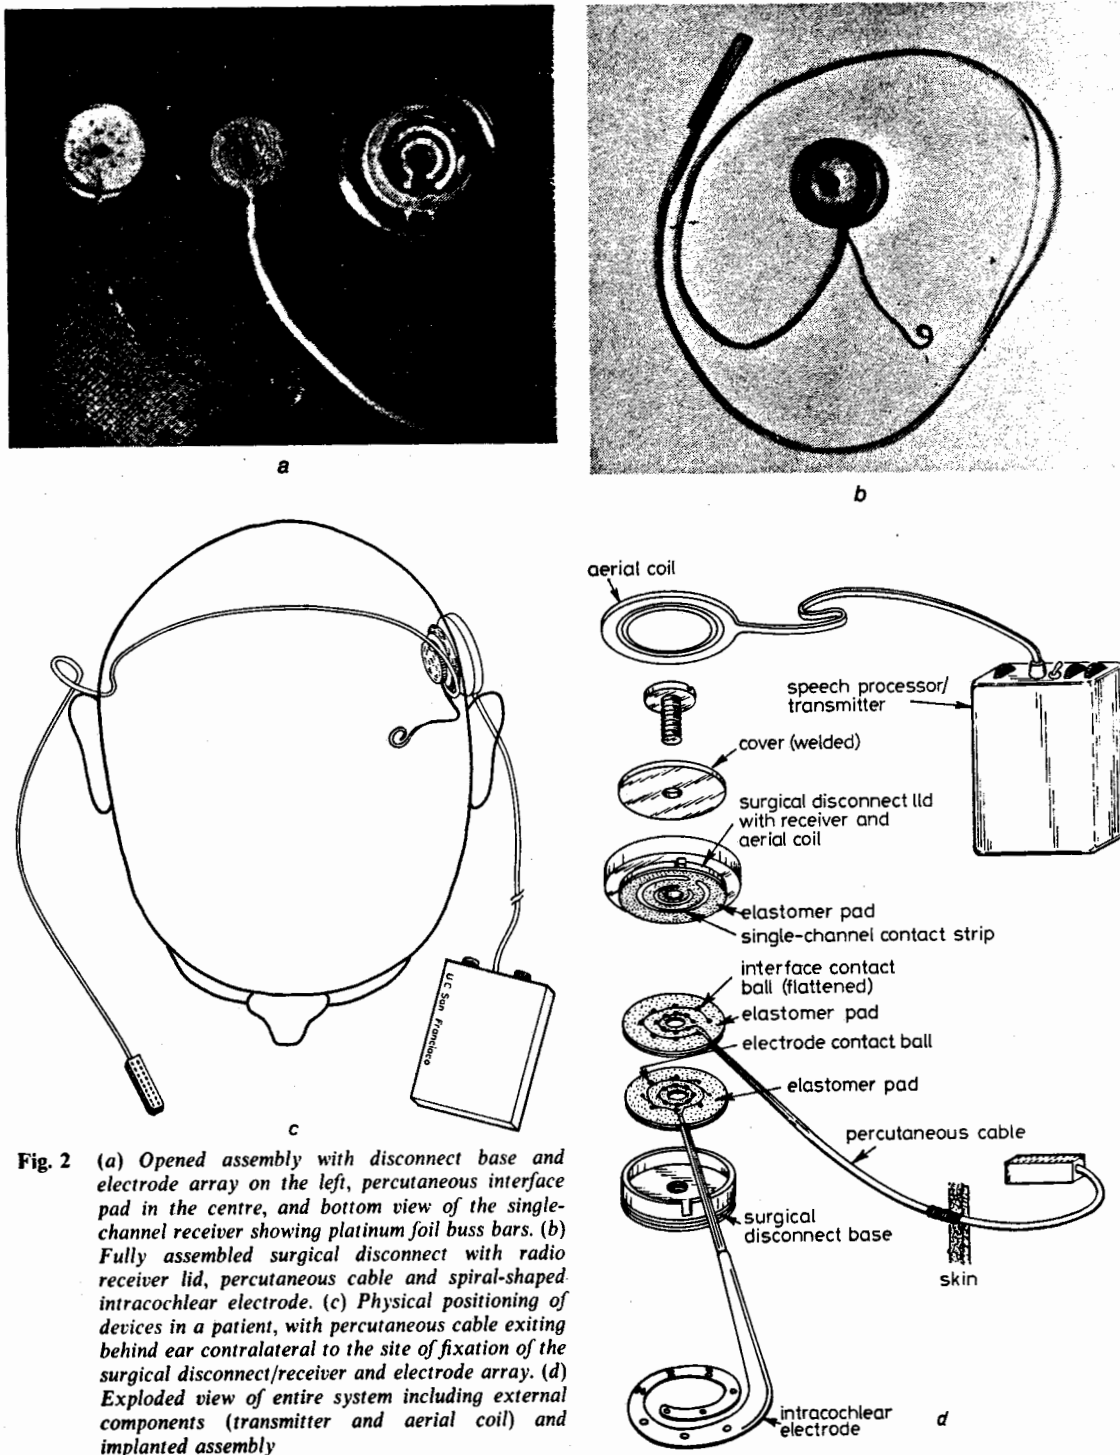 a
b
aerial coil
speech processor/
transmitter
cover (welded)
surgical disconnect lid
with receiver and
aerial coil
elastomer pad
single-channel contact strip
interface contact
ball (flattened)
elastomer pad
electrode contact ball
elastomer pad
percutaneous cable
surgical
disconnect base
skin
intracochlear
electrode
d
U C San Francisco
c
Fig. 2 (a) Opened assembly with disconnect base and
electrode array on the left, percutaneous interface
pad in the centre, and bottom view of the single-
channel receiver showing platinum foil buss bars. (b)
Fully assembled surgical disconnect with radio
receiver lid, percutaneous cable and spiral-shaped
intracochlear electrode. (c) Physical positioning of
devices in a patient, with percutaneous cable exiting
behind ear contralateral to the site of fixation of the
surgical disconnect/receiver and electrode array. (d)
Exploded view of entire system including external
components (transmitter and aerial coil) and
implanted assembly